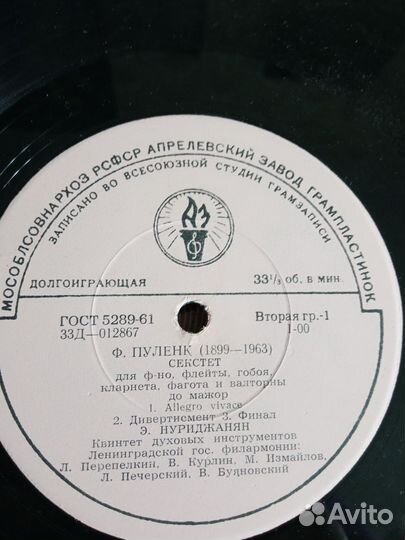 МОСОБЛСОВНАРХОЗ РСФСР АПРЕЛЕВСКИЙ ЗАВОД ГРАМПЛАСТИНОК
ЗАПИСАНО ВО ВСЕСОЮЗНОЙ СТУДИИ ГРАМЗАПИСИ
АЗ
ДОЛГОИГРАЮЩАЯ 33⅓ об. в мин.
ГОСТ 5289-61 Вторая гр.-1
33Д—012867 1-00
Ф. ПУЛЕНК (1899—1963)
СЕКСТЕТ
для ф-но, флейты, гобоя,
кларнета, фагота и валторны
до мажор
1. Allegro vivace
2. Дивертисмент 3. Финал
Э. НУРИДЖАНЯН
Квинтет духовых инструментов
Ленинградской гос. филармонии:
Л. Перепелкин, В. Курлин, М. Измайлов,
Л. Печерский, В. Буяновский
Avito